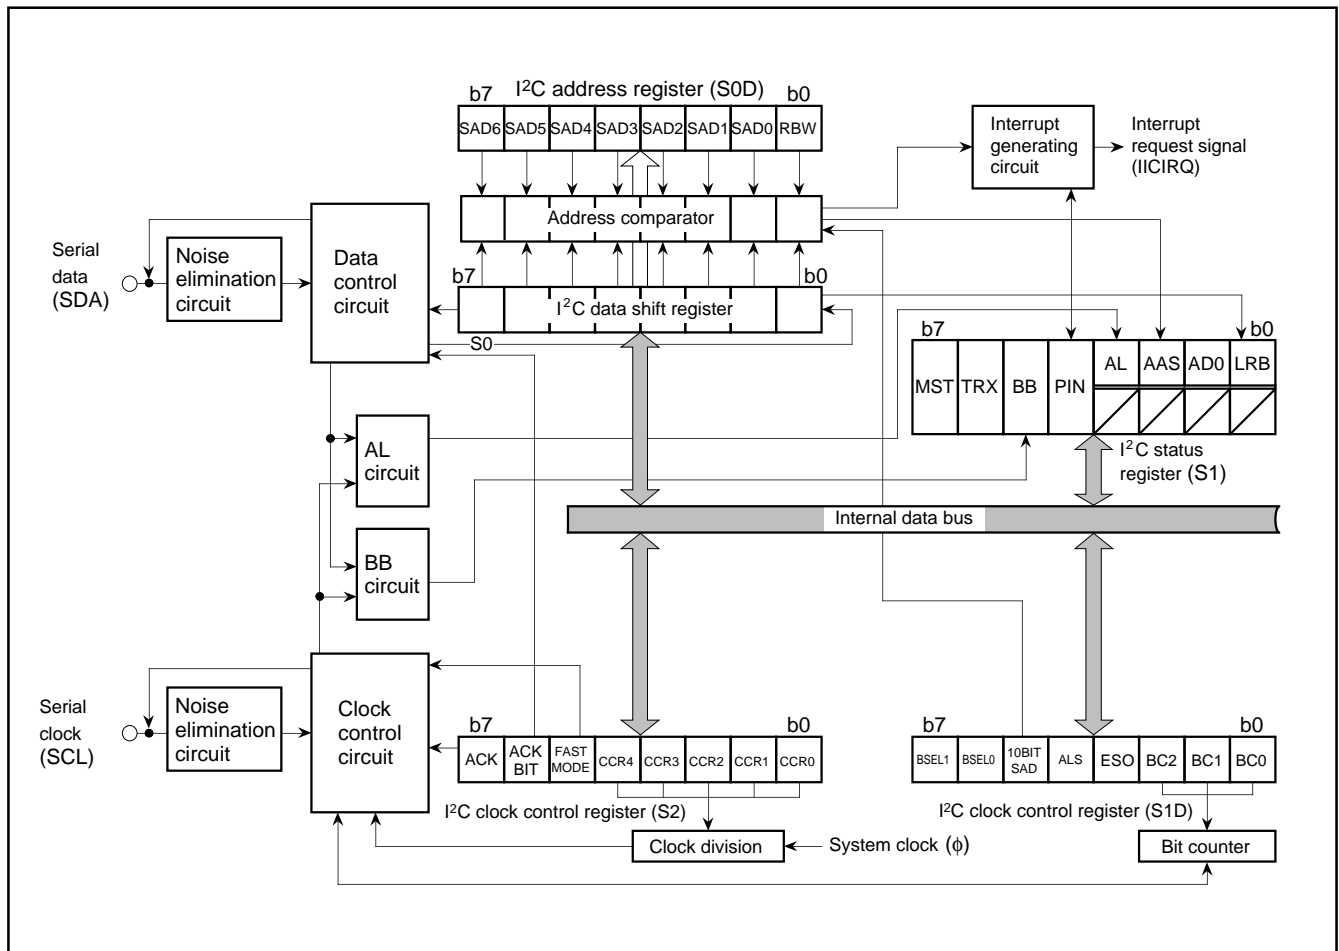 I²C address register (S0D)
b7 b0
SAD6 SAD5 SAD4 SAD3 SAD2 SAD1 SAD0 RBW
Interrupt
generating
circuit
Interrupt
request signal
(IICIRQ)
Address comparator
Serial
data
(SDA)
Noise
elimination
circuit
Data
control
circuit
b7 b0
I²C data shift register
S0
b7 b0
MST TRX BB PIN AL AAS AD0 LRB
I²C status
register (S1)
AL
circuit
Internal data bus
BB
circuit
Serial
clock
(SCL)
Noise
elimination
circuit
Clock
control
circuit
b7 b0
ACK ACK BIT FAST MODE CCR4 CCR3 CCR2 CCR1 CCR0
I²C clock control register (S2)
Clock division
System clock (ϕ)
b7 b0
BSEL1 BSEL0 10BIT SAD ALS ESO BC2 BC1 BC0
I²C clock control register (S1D)
Bit counter